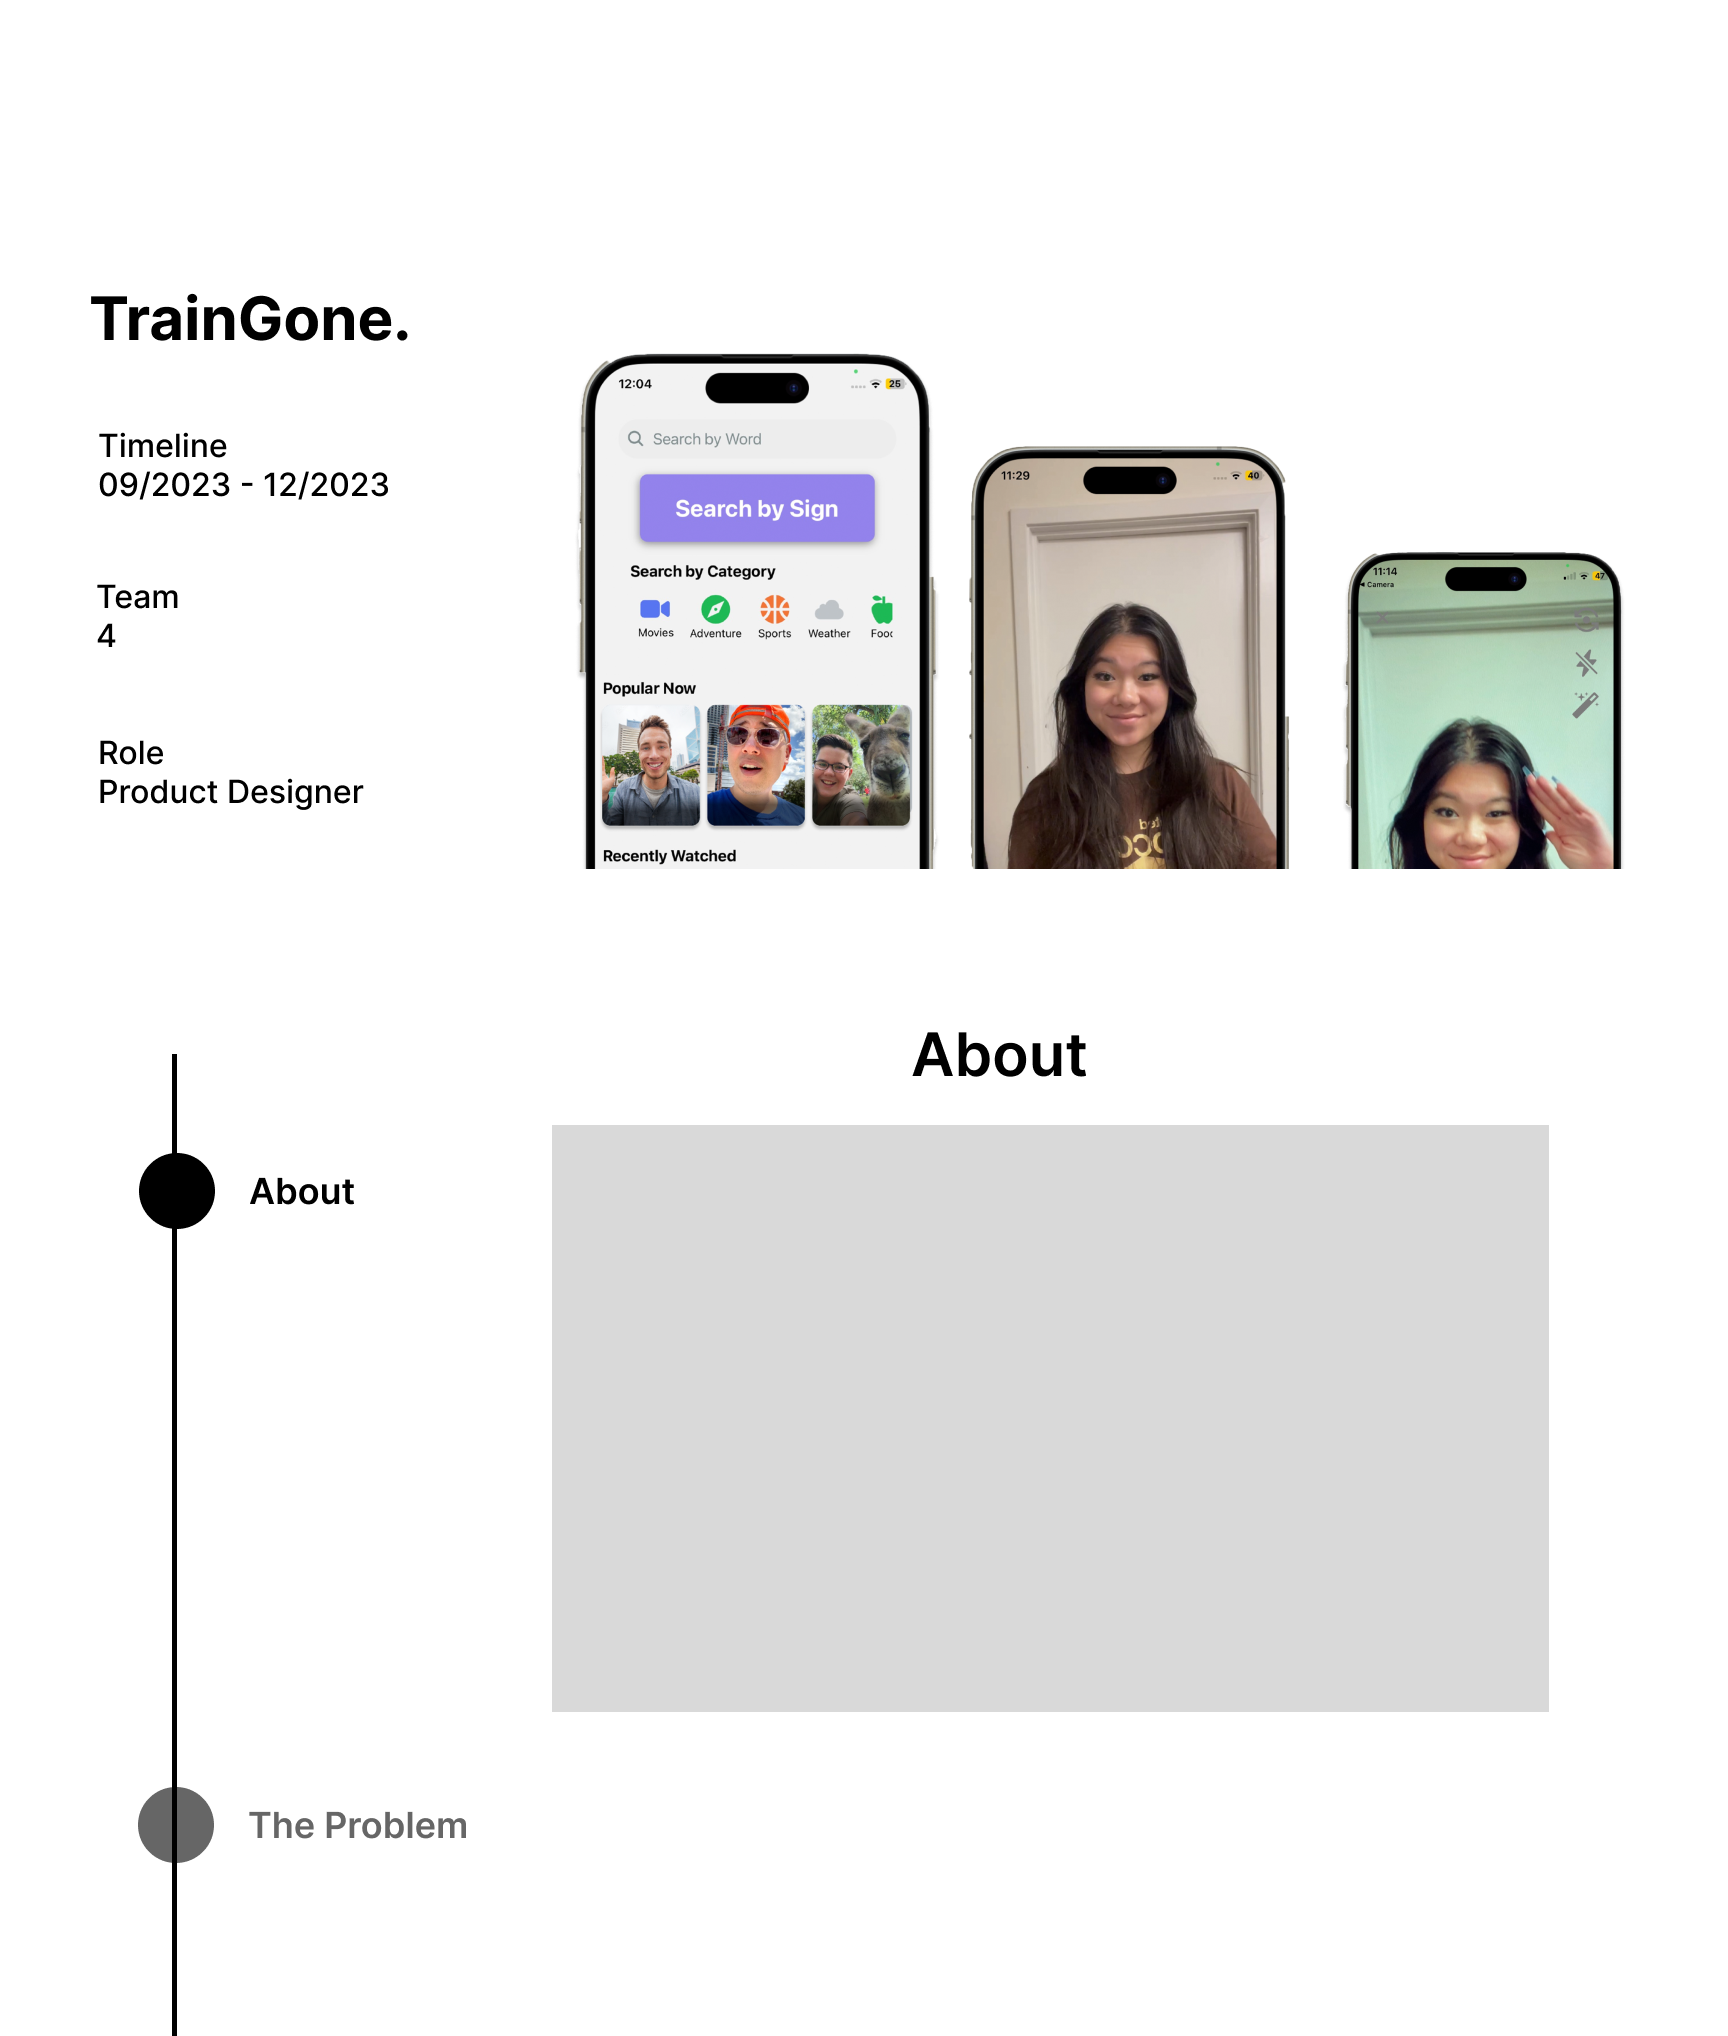 TrainGone.
Timeline
09/2023 - 12/2023
Team
4
Role
Product Designer
12:04
25
Search by Word
Search by Sign
Search by Category
Movies
Adventure
Sports
Weather
Popular Now
Recently Watched
11:29
40
11:14
47
Camera
About
About
The Problem